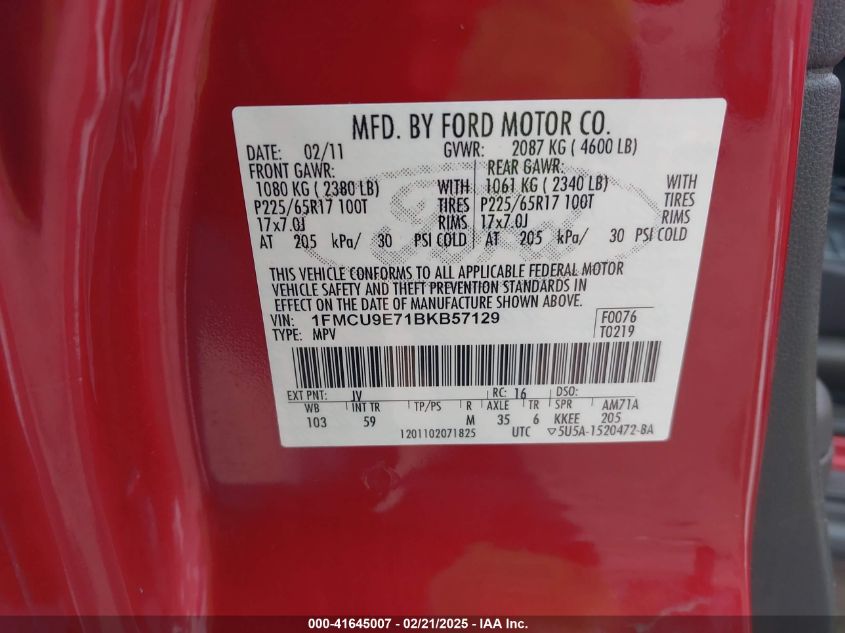 MFD. BY FORD MOTOR CO.
DATE: 02/11 GVWR: 2087 KG ( 4600 LB)
FRONT GAWR: REAR GAWR:
1080 KG ( 2380 LB) WITH 1061 KG ( 2340 LB) WITH
P225/65R17 100T TIRES P225/65R17 100T TIRES
17x7.0J RIMS 17x7.0J RIMS
AT 205 kPa/ 30 PSI COLD AT 205 kPa/ 30 PSI COLD
THIS VEHICLE CONFORMS TO ALL APPLICABLE FEDERAL MOTOR
VEHICLE SAFETY AND THEFT PREVENTION STANDARDS IN
EFFECT ON THE DATE OF MANUFACTURE SHOWN ABOVE.
VIN: 1FMCU9E71BKB57129 F0076
TYPE: MPV T0219
EXT PNT: JV RC: 16 DSO:
WB INT TR TP/PS R AXLE TR SPR AM71A
103 59 M 35 6 KKEE 205
1201102071825 UTC ▽5U5A-1520472-BA
000-41645007 - 02/21/2025 - IAA Inc.